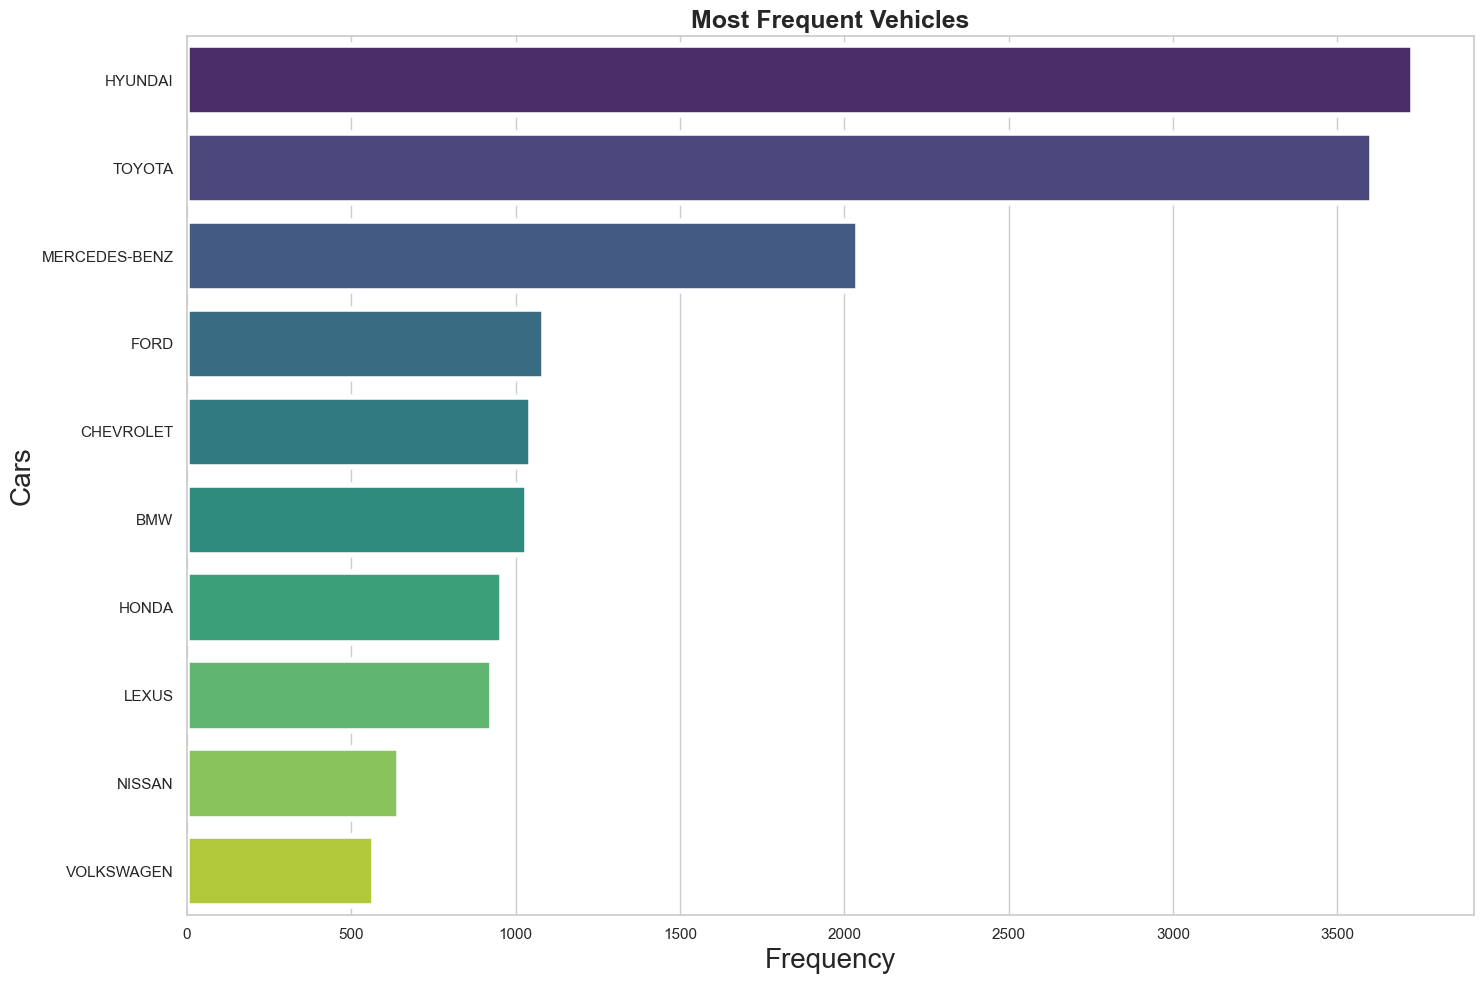 Most Frequent Vehicles
HYUNDAI
TOYOTA
MERCEDES-BENZ
FORD
CHEVROLET
BMW
HONDA
LEXUS
NISSAN
VOLKSWAGEN
Cars
0 500 1000 1500 2000 2500 3000 3500
Frequency